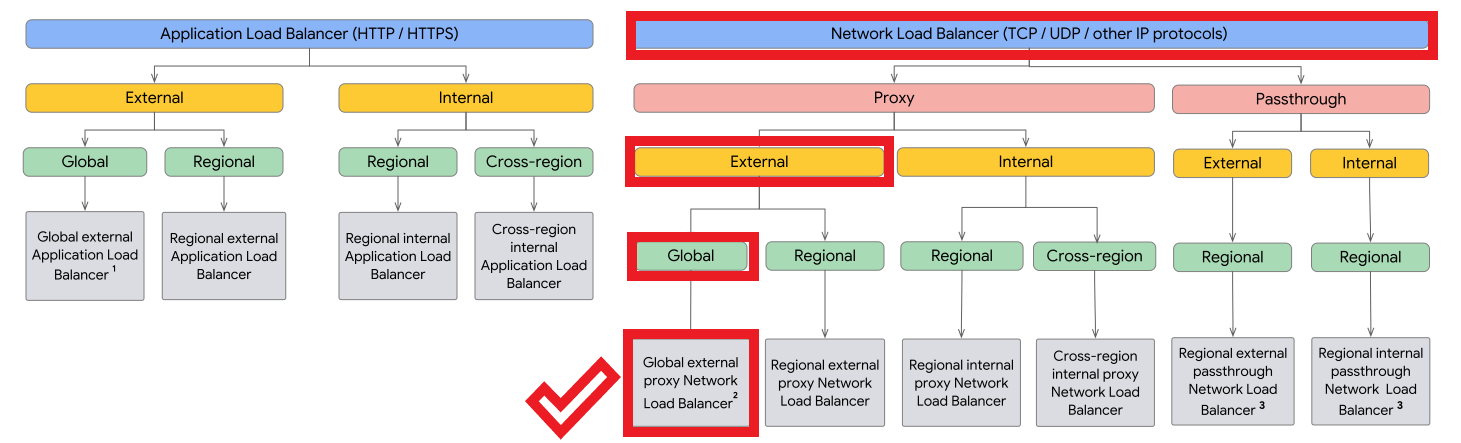 Application Load Balancer (HTTP / HTTPS)
Network Load Balancer (TCP / UDP / other IP protocols)
External
Internal
Proxy
Passthrough
Global
Regional
Regional
Cross-region
External
Internal
External
Internal
Global external
Application Load
Balancer 1
Regional external
Application Load
Balancer
Regional internal
Application Load
Balancer
Cross-region
internal
Application Load
Balancer
Global
Regional
Regional
Cross-region
Regional
Regional
Global external
proxy Network
Load Balancer2
Regional external
proxy Network
Load Balancer
Regional internal
proxy Network
Load Balancer
Cross-region
internal proxy
Network Load
Balancer
Regional external
passthrough
Network Load
Balancer 3
Regional internal
passthrough
Network Load
Balancer 3